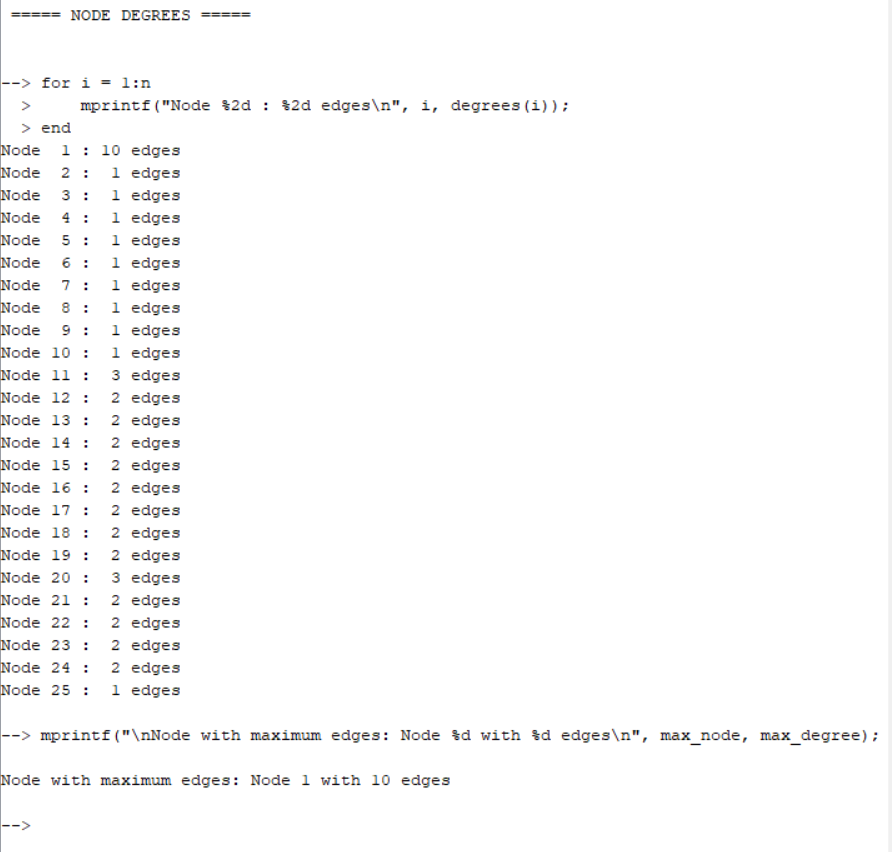 ===== NODE DEGREES =====
--> for i = 1:n
  >     mprintf("Node %2d : %2d edges\n", i, degrees(i));
  > end
Node  1 : 10 edges
Node  2 :  1 edges
Node  3 :  1 edges
Node  4 :  1 edges
Node  5 :  1 edges
Node  6 :  1 edges
Node  7 :  1 edges
Node  8 :  1 edges
Node  9 :  1 edges
Node 10 :  1 edges
Node 11 :  3 edges
Node 12 :  2 edges
Node 13 :  2 edges
Node 14 :  2 edges
Node 15 :  2 edges
Node 16 :  2 edges
Node 17 :  2 edges
Node 18 :  2 edges
Node 19 :  2 edges
Node 20 :  3 edges
Node 21 :  2 edges
Node 22 :  2 edges
Node 23 :  2 edges
Node 24 :  2 edges
Node 25 :  1 edges
--> mprintf("\nNode with maximum edges: Node %d with %d edges\n", max_node, max_degree);
Node with maximum edges: Node 1 with 10 edges
-->